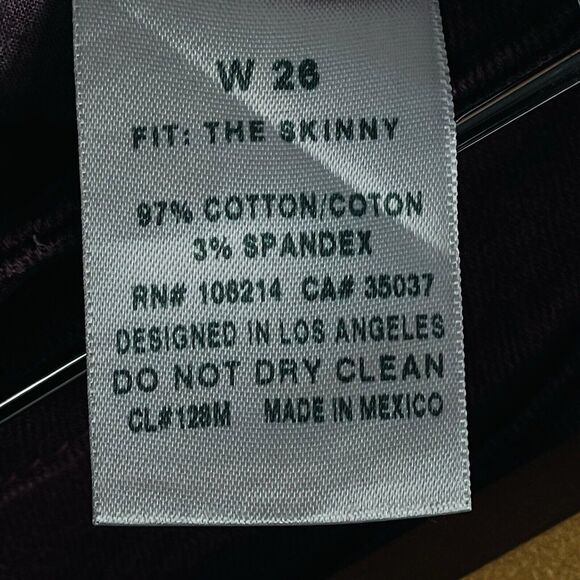 W 26
FIT: THE SKINNY
97% COTTON/COTON
3% SPANDEX
RN# 106214 CA# 35037
DESIGNED IN LOS ANGELES
DO NOT DRY CLEAN
CL#128M MADE IN MEXICO